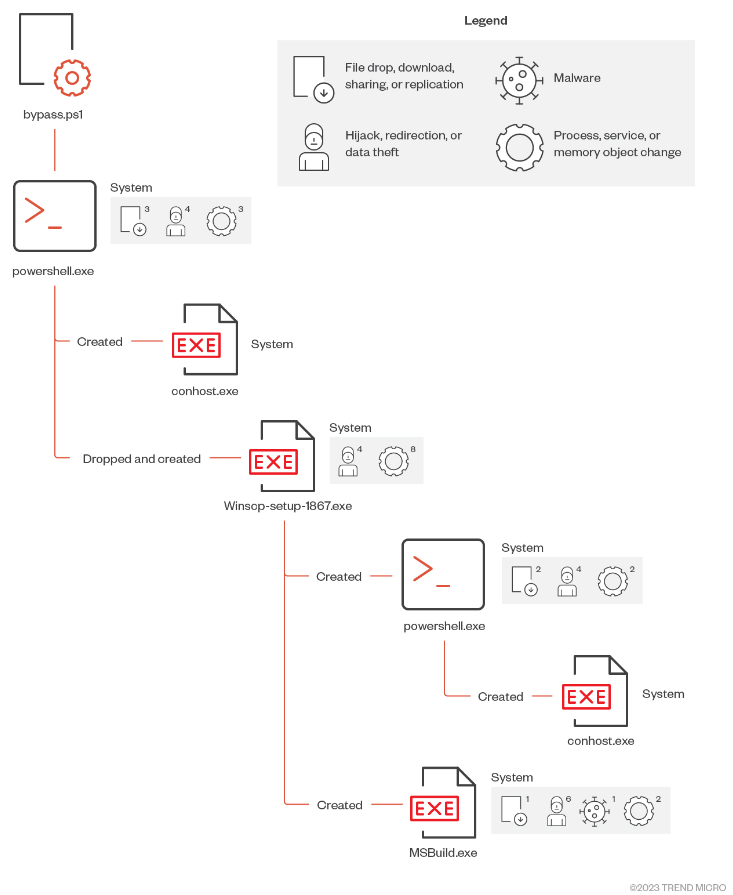 Legend
File drop, download,
sharing, or replication
Malware
Hijack, redirection, or
data theft
Process, service, or
memory object change
bypass.ps1
System
3
4
3
powershell.exe
Created
EXE
System
conhost.exe
Dropped and created
EXE
System
4
8
Winscp-setup-1867.exe
Created
System
2
4
2
powershell.exe
Created
EXE
System
conhost.exe
Created
EXE
System
1
6
1
2
MSBuild.exe
©2023 TREND MICRO